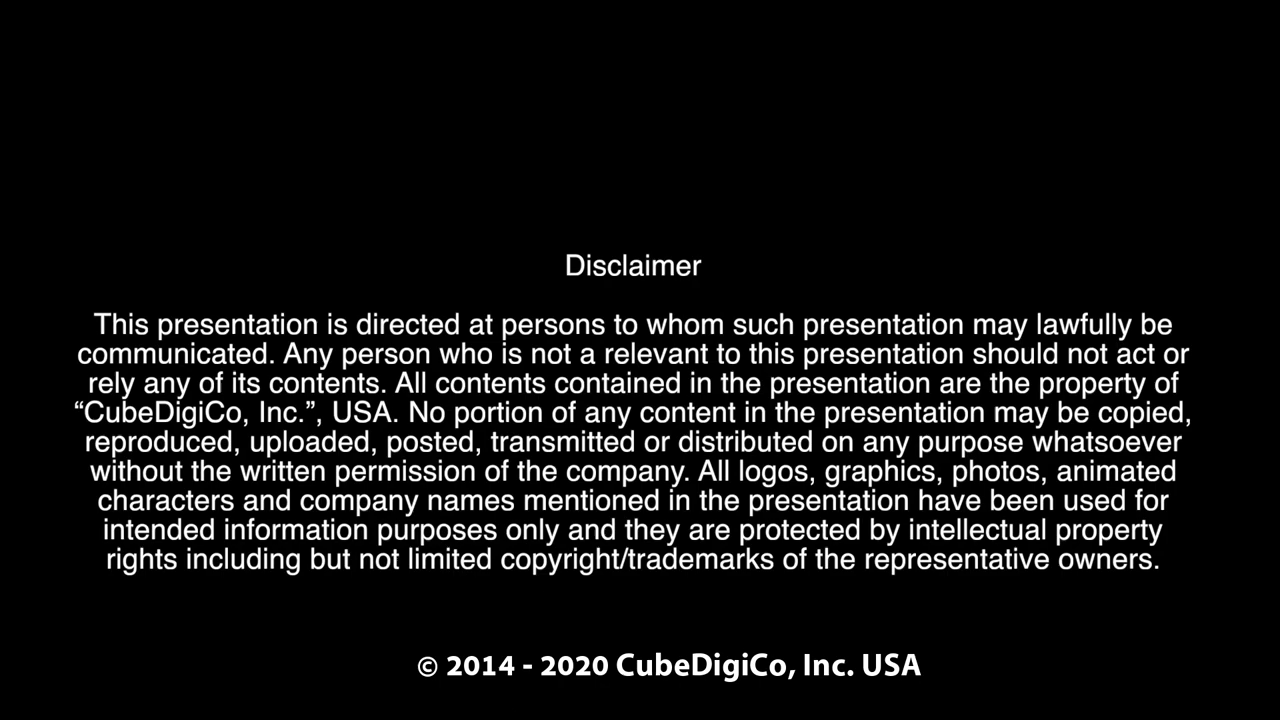 Disclaimer
This presentation is directed at persons to whom such presentation may lawfully be
communicated. Any person who is not a relevant to this presentation should not act or
rely any of its contents. All contents contained in the presentation are the property of
“CubeDigiCo, Inc.”, USA. No portion of any content in the presentation may be copied,
reproduced, uploaded, posted, transmitted or distributed on any purpose whatsoever
without the written permission of the company. All logos, graphics, photos, animated
characters and company names mentioned in the presentation have been used for
intended information purposes only and they are protected by intellectual property
rights including but not limited copyright/trademarks of the representative owners.
© 2014 - 2020 CubeDigiCo, Inc. USA